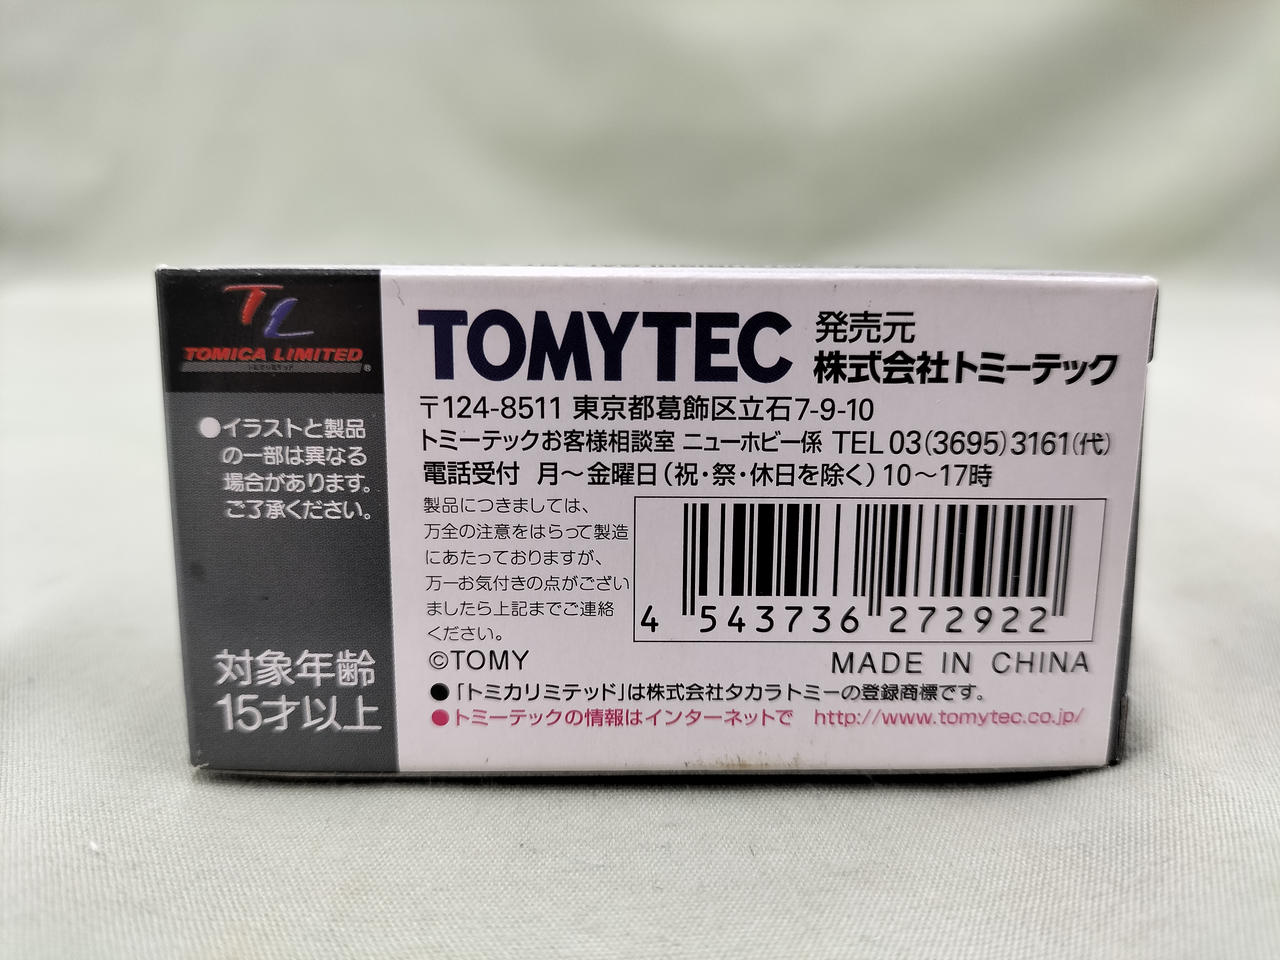 TL
TOMICA LIMITED
トミカリミテッド ®
●イラストと製品
の一部は異なる
場合があります。
ご了承ください。
対象年齢
15才以上
TOMYTEC
発売元
株式会社トミーテック
〒124-8511 東京都葛飾区立石7-9-10
トミーテックお客様相談室 ニューホビー係 TEL 03(3695)3161(代)
電話受付 月〜金曜日(祝・祭・休日を除く)10〜17時
製品につきましては、
万全の注意をはらって製造
にあたっておりますが、
万一お気付きの点がござい
ましたら上記までご連絡
ください。
4 543736 272922
©TOMY
MADE IN CHINA
●「トミカリミテッド」は株式会社タカラトミーの登録商標です。
●トミーテックの情報はインターネットで http://www.tomytec.co.jp/